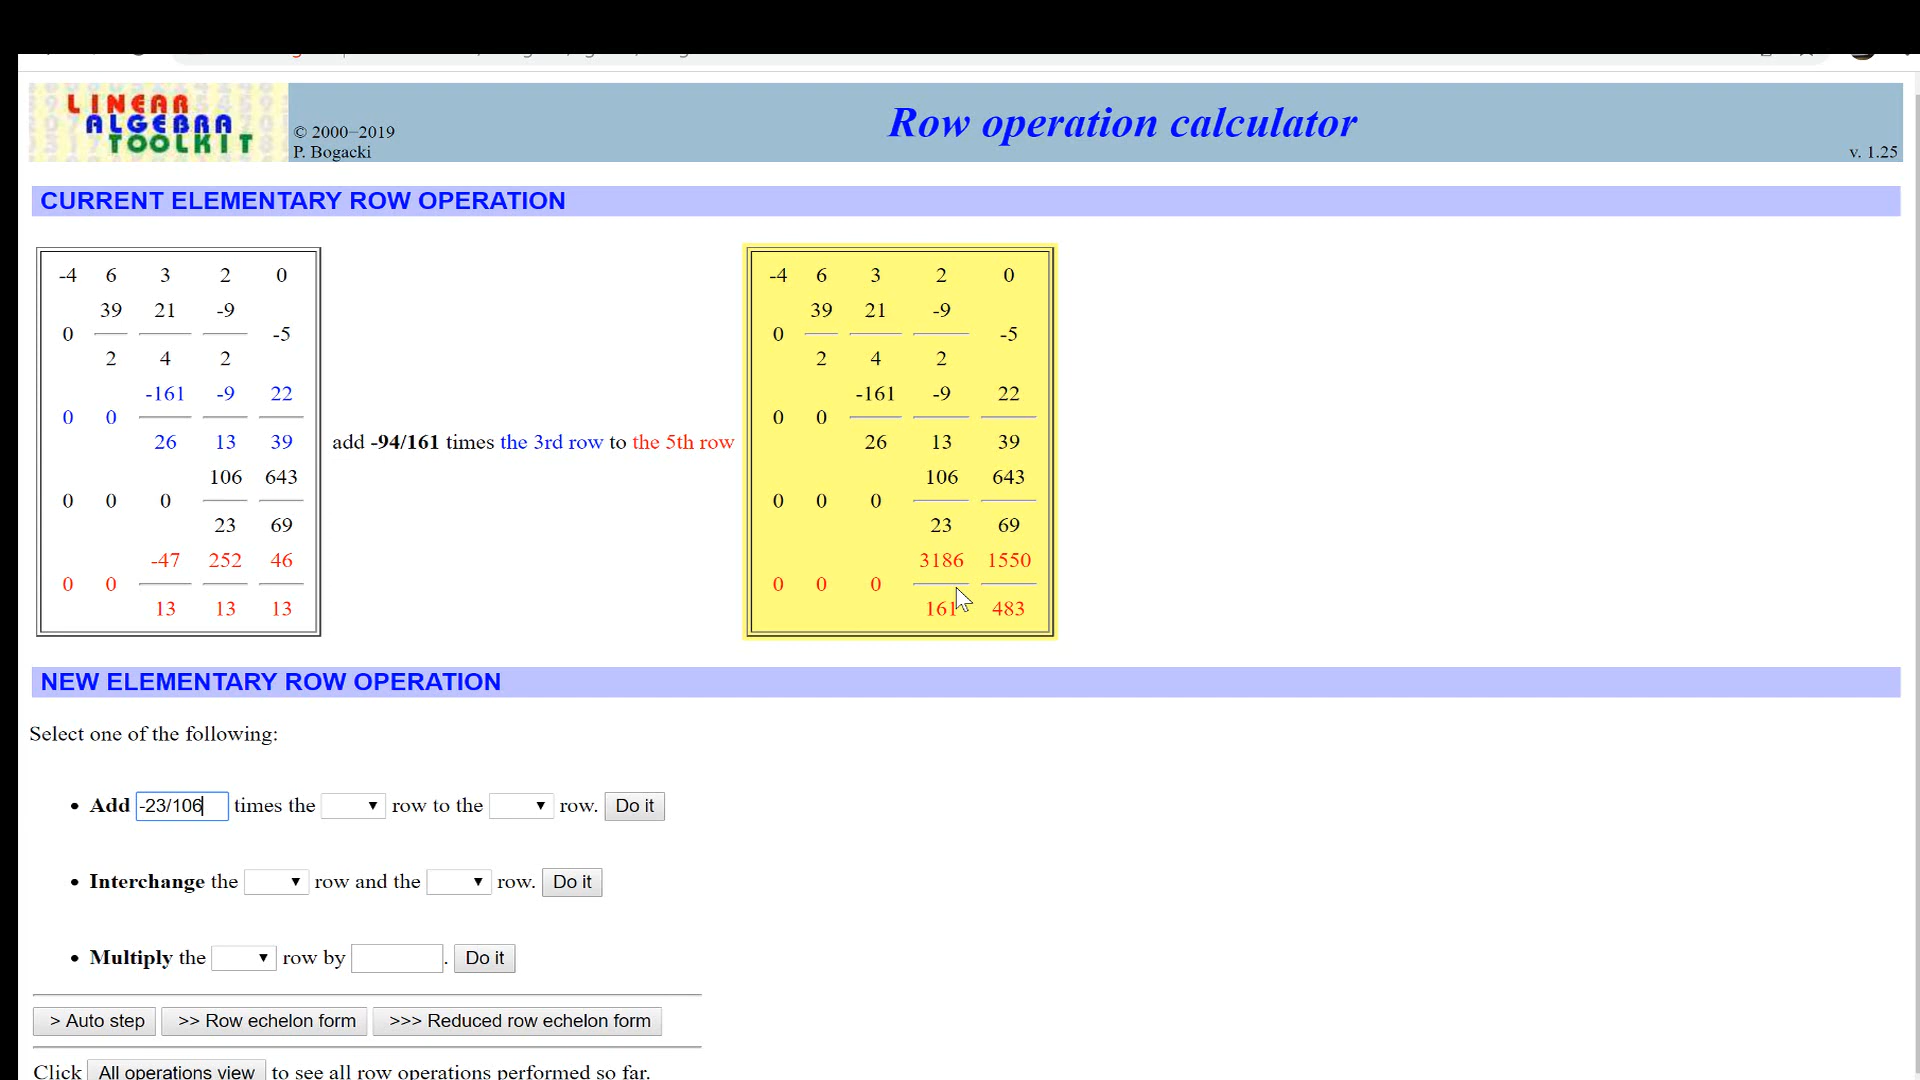 LINEAR
ALGEBRA
TOOLKIT
© 2000−2019
P. Bogacki
Row operation calculator
v. 1.25
CURRENT ELEMENTARY ROW OPERATION
-4 6 3 2 0
39 21 -9
0 -5
2 4 2
-161 -9 22
0 0
26 13 39
106 643
0 0 0
23 69
-47 252 46
0 0
13 13 13
add -94/161 times the 3rd row to the 5th row
-4 6 3 2 0
39 21 -9
0 -5
2 4 2
-161 -9 22
0 0
26 13 39
106 643
0 0 0
23 69
3186 1550
0 0 0
161 483
NEW ELEMENTARY ROW OPERATION
Select one of the following:
• Add -23/106 times the row to the row. Do it
• Interchange the row and the row. Do it
• Multiply the row by . Do it
> Auto step >> Row echelon form >>> Reduced row echelon form
Click All operations view to see all row operations performed so far.